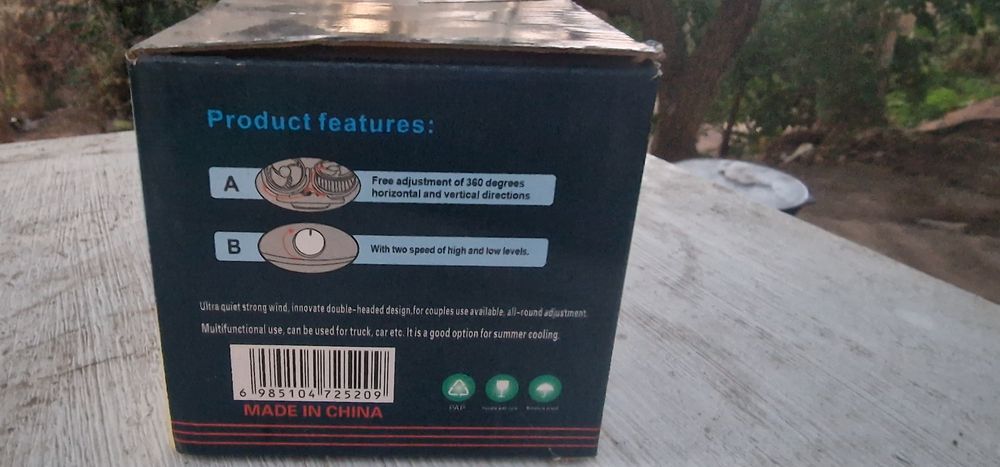 Product features:
A
Free adjustment of 360 degrees
horizontal and vertical directions
B
With two speed of high and low levels.
Ultra quiet strong wind, innovate double-headed design,for couples use available, all-round adjustment.
Multifunctional use, can be used for truck, car etc. It is a good option for summer cooling.
6 985104 725209
MADE IN CHINA
PAP